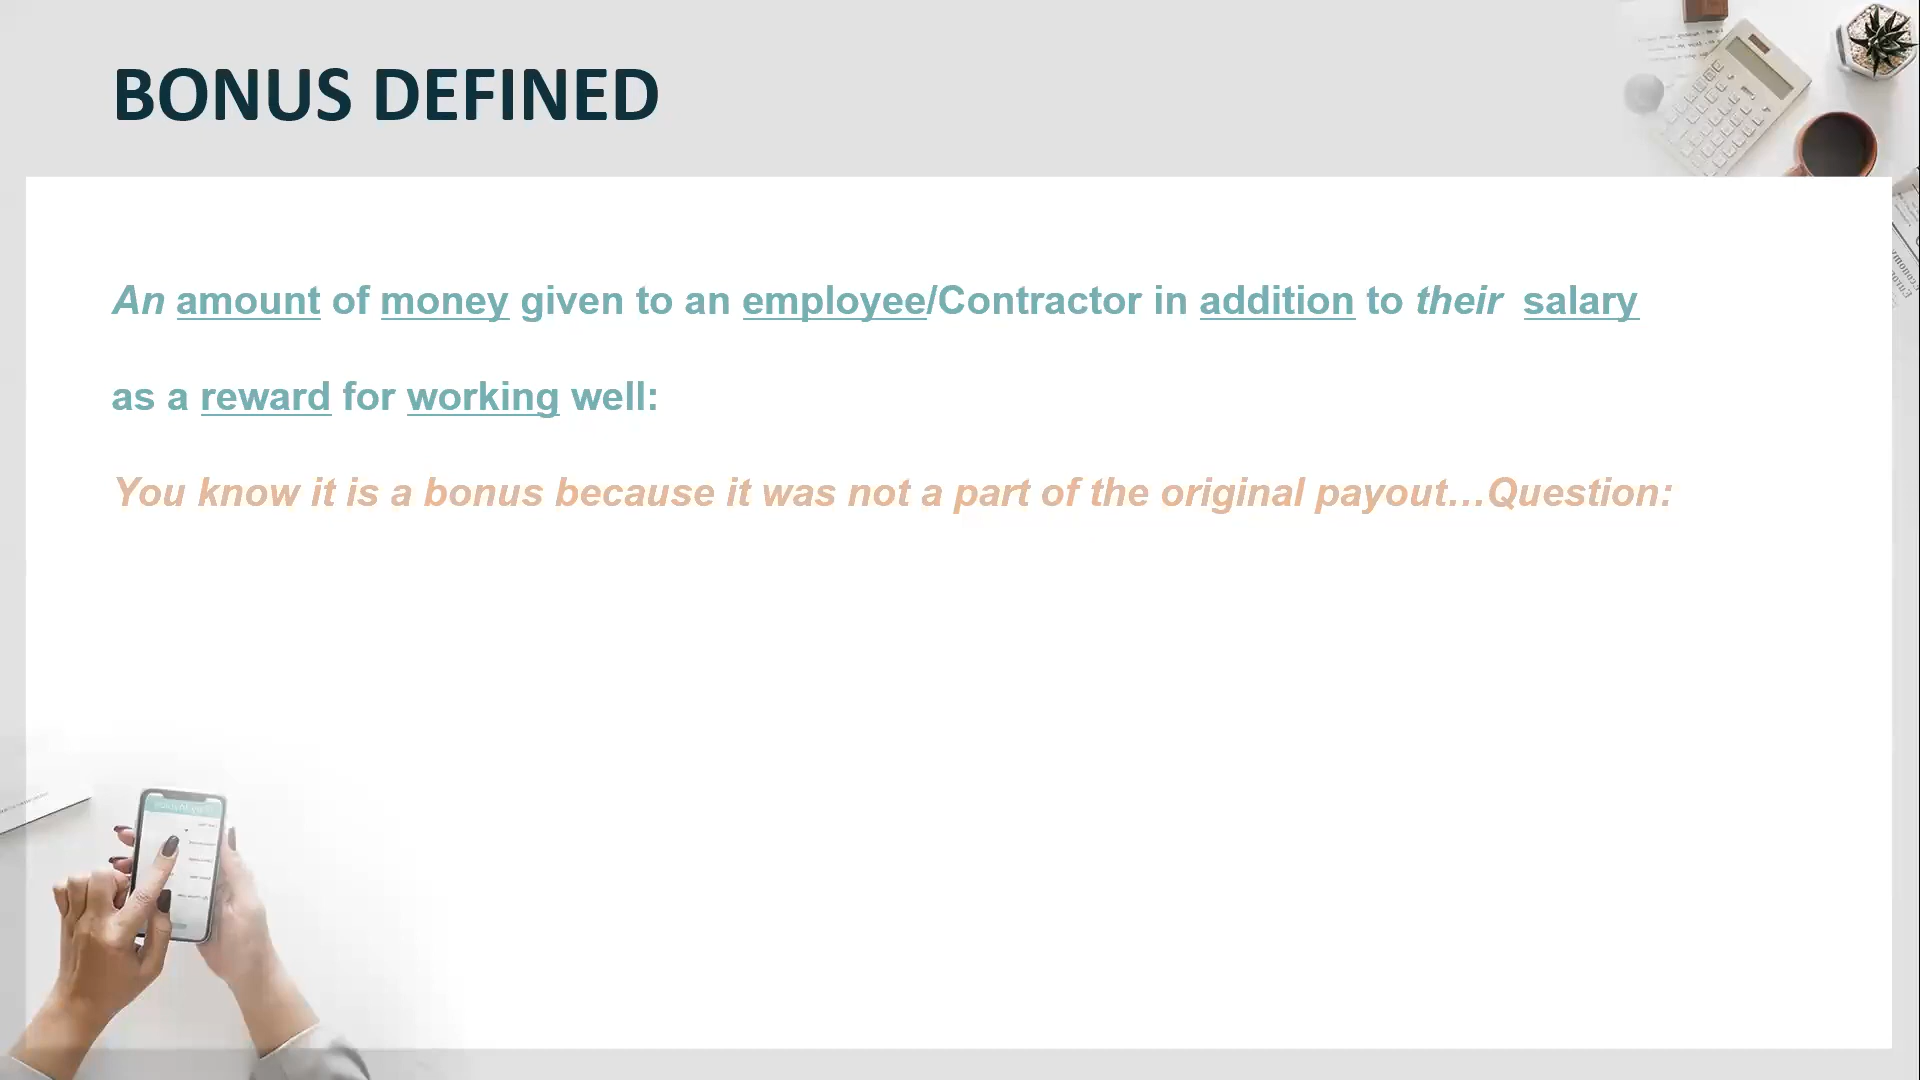 BONUS DEFINED
An amount of money given to an employee/Contractor in addition to their salary
as a reward for working well:
You know it is a bonus because it was not a part of the original payout…Question: